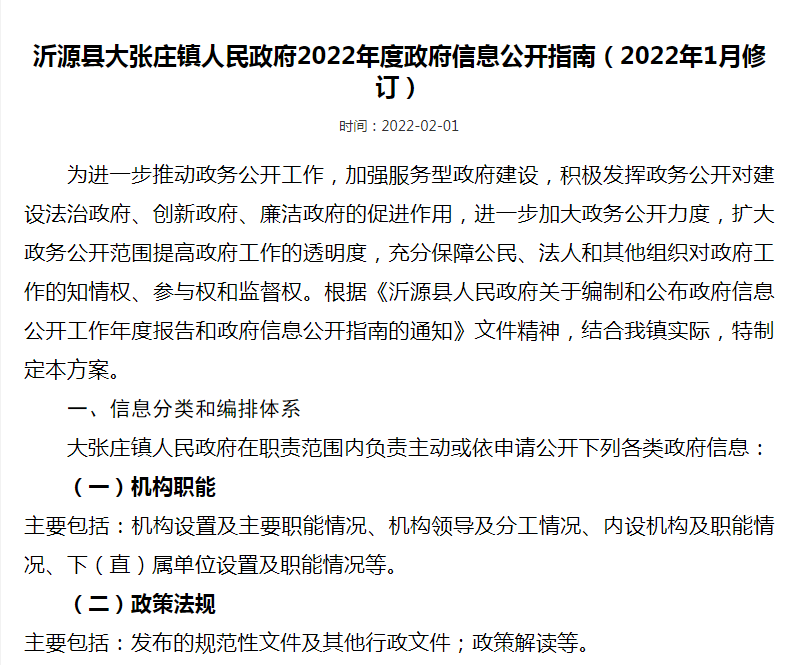 沂源县大张庄镇人民政府2022年度政府信息公开指南（2022年1月修
订）
时间：2022-02-01
为进一步推动政务公开工作，加强服务型政府建设，积极发挥政务公开对建
设法治政府、创新政府、廉洁政府的促进作用，进一步加大政务公开力度，扩大
政务公开范围提高政府工作的透明度，充分保障公民、法人和其他组织对政府工
作的知情权、参与权和监督权。根据《沂源县人民政府关于编制和公布政府信息
公开工作年度报告和政府信息公开指南的通知》文件精神，结合我镇实际，特制
定本方案。
一、信息分类和编排体系
大张庄镇人民政府在职责范围内负责主动或依申请公开下列各类政府信息：
（一）机构职能
主要包括：机构设置及主要职能情况、机构领导及分工情况、内设机构及职能情
况、下（直）属单位设置及职能情况等。
（二）政策法规
主要包括：发布的规范性文件及其他行政文件；政策解读等。